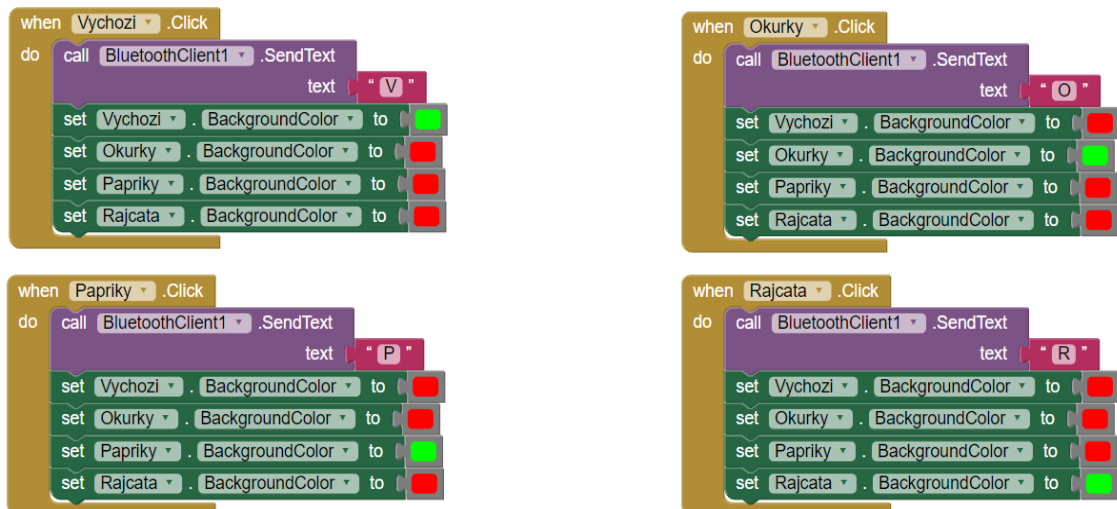 when Vychozi .Click
do call BluetoothClient1 .SendText
text " V "
set Vychozi . BackgroundColor to
set Okurky . BackgroundColor to
set Papriky . BackgroundColor to
set Rajcata . BackgroundColor to
when Okurky .Click
do call BluetoothClient1 .SendText
text " O "
set Vychozi . BackgroundColor to
set Okurky . BackgroundColor to
set Papriky . BackgroundColor to
set Rajcata . BackgroundColor to
when Papriky .Click
do call BluetoothClient1 .SendText
text " P "
set Vychozi . BackgroundColor to
set Okurky . BackgroundColor to
set Papriky . BackgroundColor to
set Rajcata . BackgroundColor to
when Rajcata .Click
do call BluetoothClient1 .SendText
text " R "
set Vychozi . BackgroundColor to
set Okurky . BackgroundColor to
set Papriky . BackgroundColor to
set Rajcata . BackgroundColor to